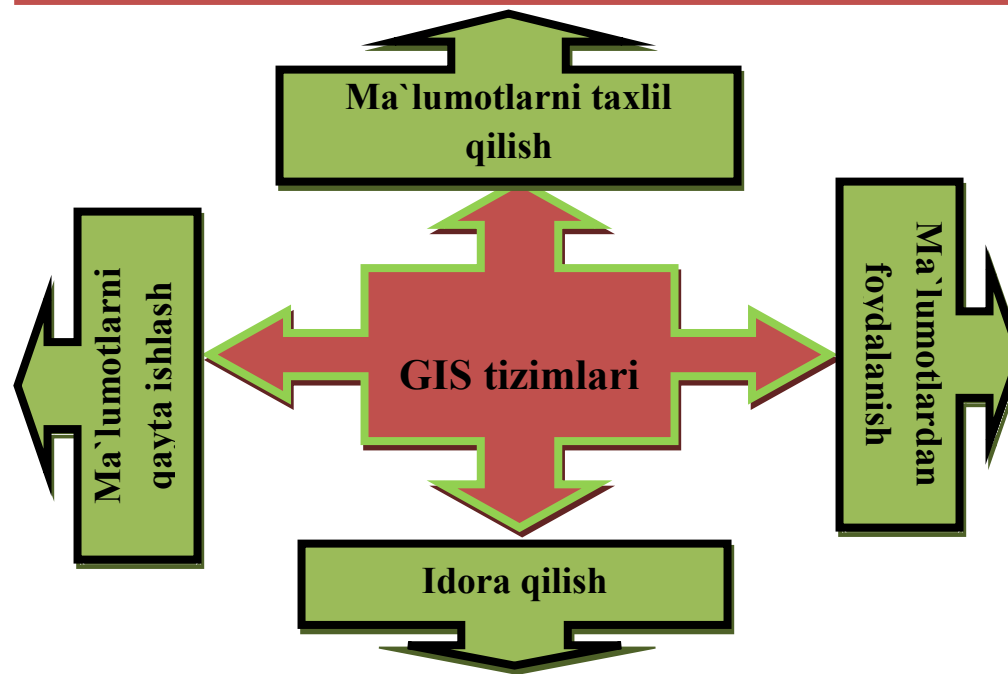 Ma`lumotlarni taxlil
qilish
Ma`lumotlarni
qayta ishlash
GIS tizimlari
Ma`lumotlardan
foydalanish
Idora qilish